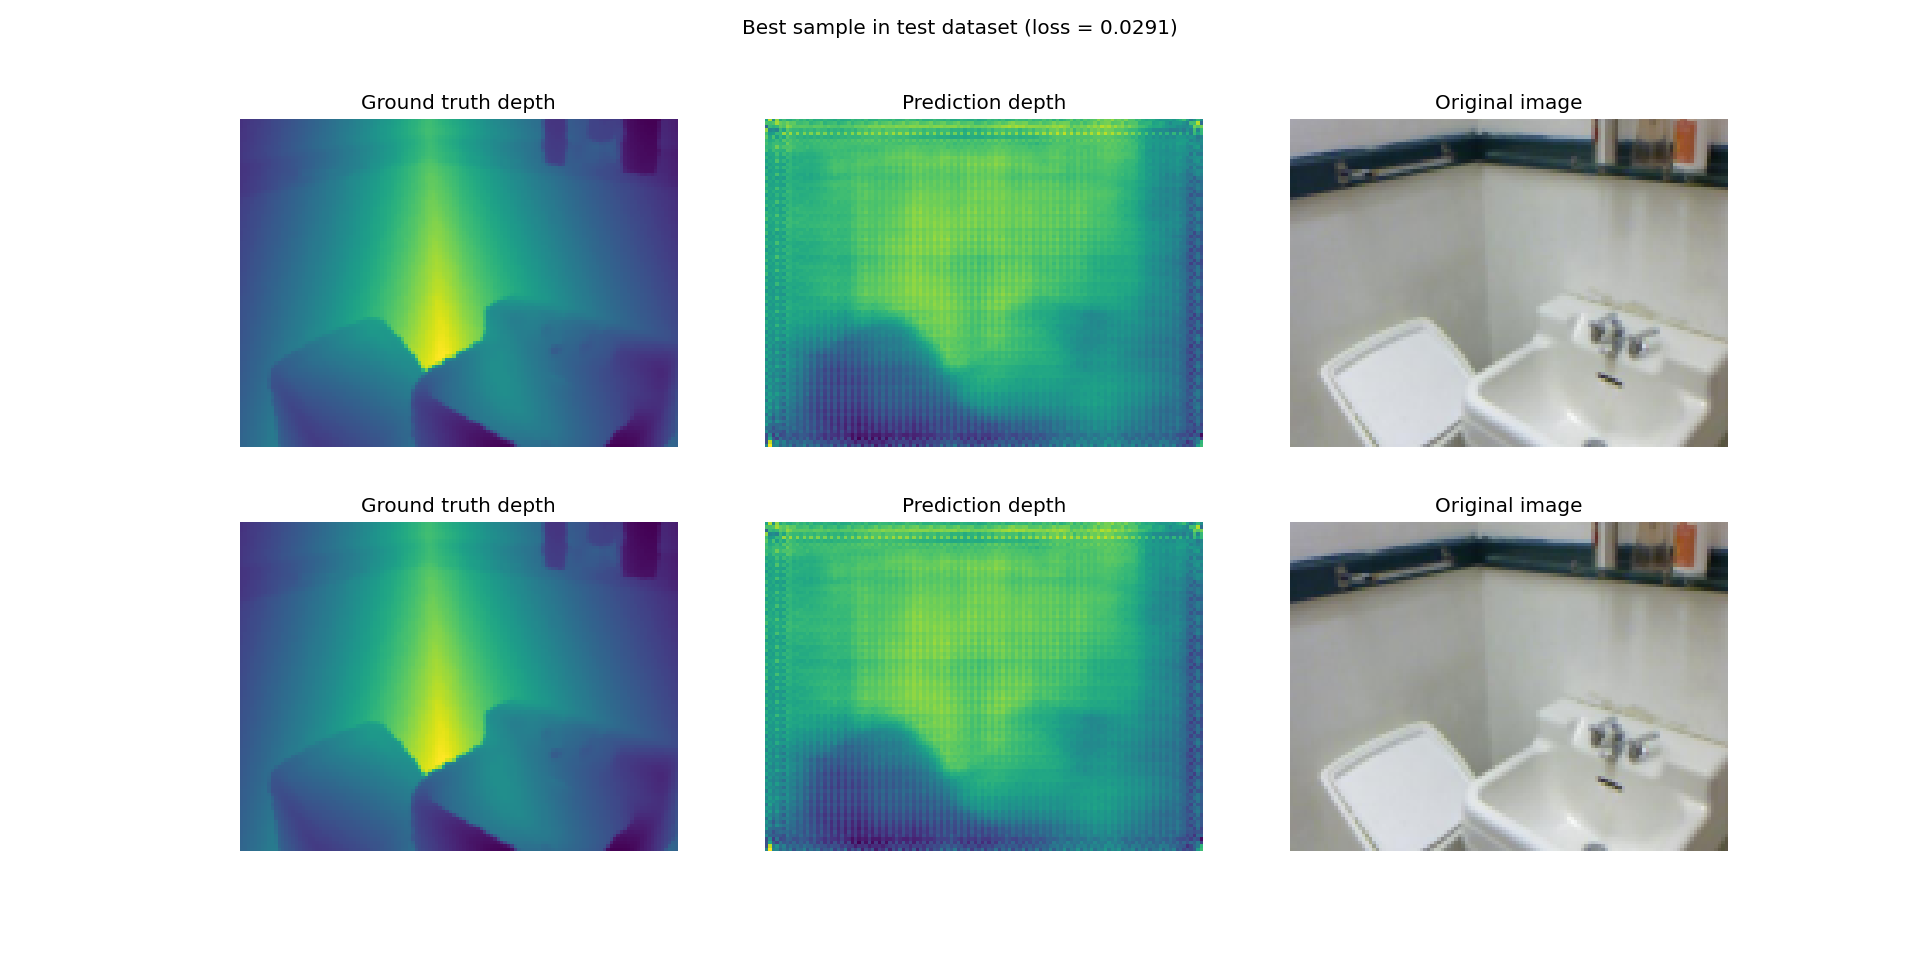 Best sample in test dataset (loss = 0.0291)
Ground truth depth
Prediction depth
Original image
Ground truth depth
Prediction depth
Original image